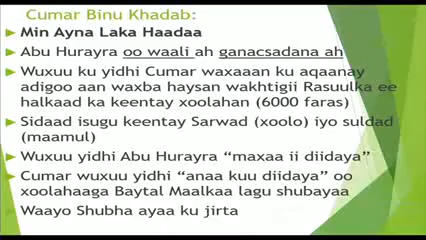 Cumar Binu Khadab:
Min Ayna Laka Haadaa
Abu Hurayra oo waali ah ganacsadana ah
Wuxuu ku yidhi Cumar waxaan ku aqaanay
adigoo aan waxba haysan wakhtigii Rasuulka ee
halkaad ka keentay xoolahan (6000 faras)
Sidaad isugu keentay Sarwad (xoolo) iyo suldad
(maamul)
Wuxuu yidhi Abu Hurayra “maxaa ii diidaya”
Cumar wuxuu yidhi “anaa kuu diidaya” oo
xoolahaaga Baytal Maalkaa lagu shubayaa
Waayo Shubha ayaa ku jirta